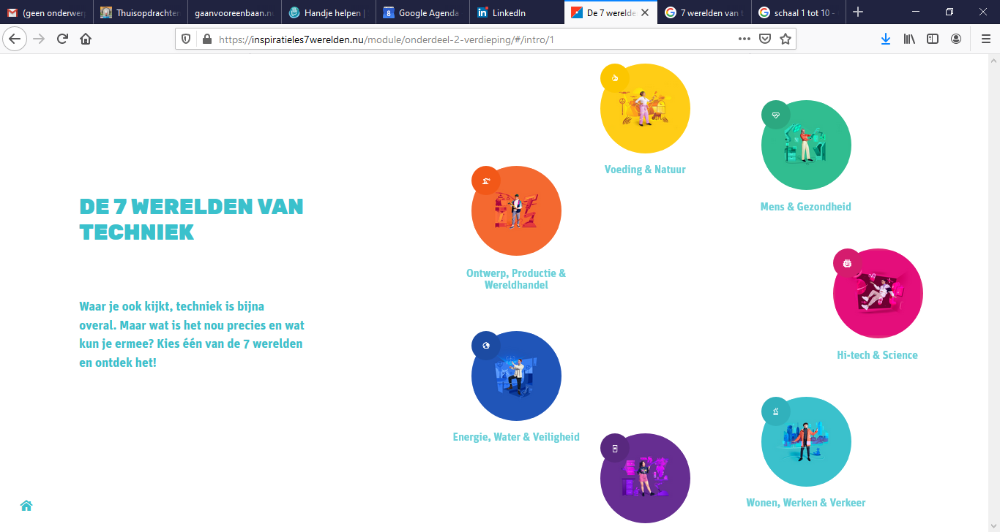 (geen onderwerp
Thuisopdrachten
gaanvooreenbaan.nu
Handje helpen |
Google Agenda
LinkedIn
De 7 werelde
7 werelden van t
schaal 1 tot 10 -
https://inspiratieles7werelden.nu/module/onderdeel-2-verdieping/#/intro/1
DE 7 WERELDEN VAN
TECHNIEK
Waar je ook kijkt, techniek is bijna
overal. Maar wat is het nou precies en wat
kun je ermee? Kies één van de 7 werelden
en ontdek het!
Voeding & Natuur
Mens & Gezondheid
Ontwerp, Productie &
Wereldhandel
Hi-tech & Science
Energie, Water & Veiligheid
Wonen, Werken & Verkeer